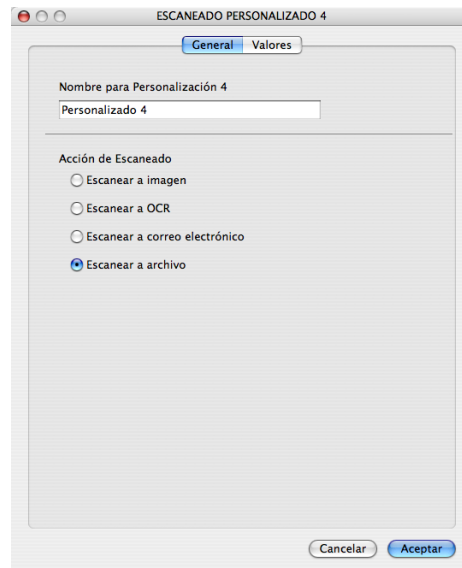 ESCANEADO PERSONALIZADO 4
General Valores
Nombre para Personalización 4
Personalizado 4
Acción de Escaneado
Escanear a imagen
Escanear a OCR
Escanear a correo electrónico
Escanear a archivo
Cancelar Aceptar